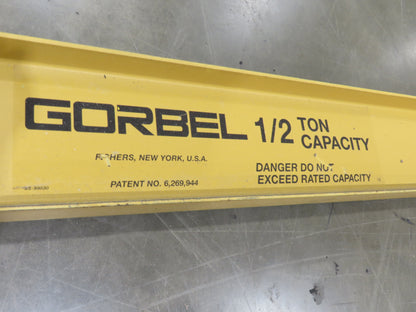 GORBEL 1/2 TON CAPACITY
FISHERS, NEW YORK, U.S.A.
DANGER DO NOT
PATENT NO. 6,269,944
EXCEED RATED CAPACITY